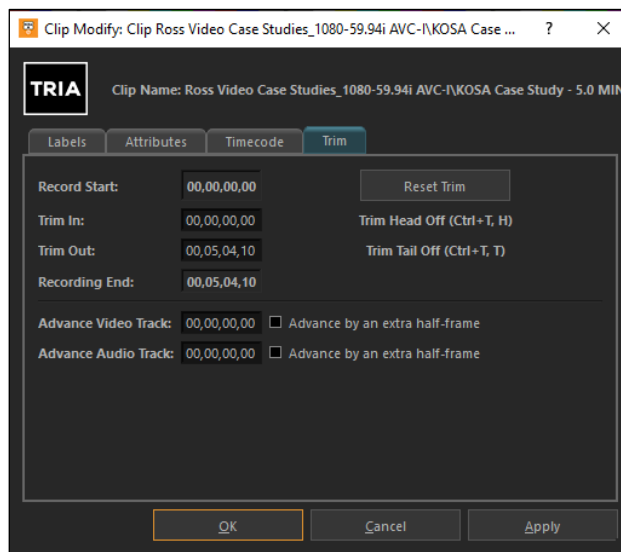 Clip Modify: Clip Ross Video Case Studies_1080-59.94i AVC-I\KOSA Case ...
TRIA
Clip Name: Ross Video Case Studies_1080-59.94i AVC-I\KOSA Case Study - 5.0 MIN
Labels Attributes Timecode Trim
Record Start: 00,00,00,00 Reset Trim
Trim In: 00,00,00,00 Trim Head Off (Ctrl+T, H)
Trim Out: 00,05,04,10 Trim Tail Off (Ctrl+T, T)
Recording End: 00,05,04,10
Advance Video Track: 00,00,00,00 Advance by an extra half-frame
Advance Audio Track: 00,00,00,00 Advance by an extra half-frame
OK Cancel Apply